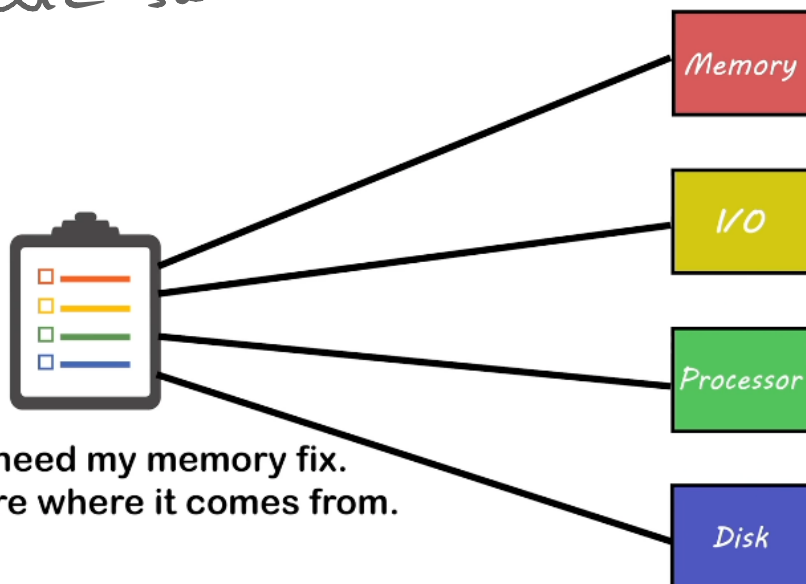 Memory
I/O
Processor
need my memory fix.
re where it comes from.
Disk